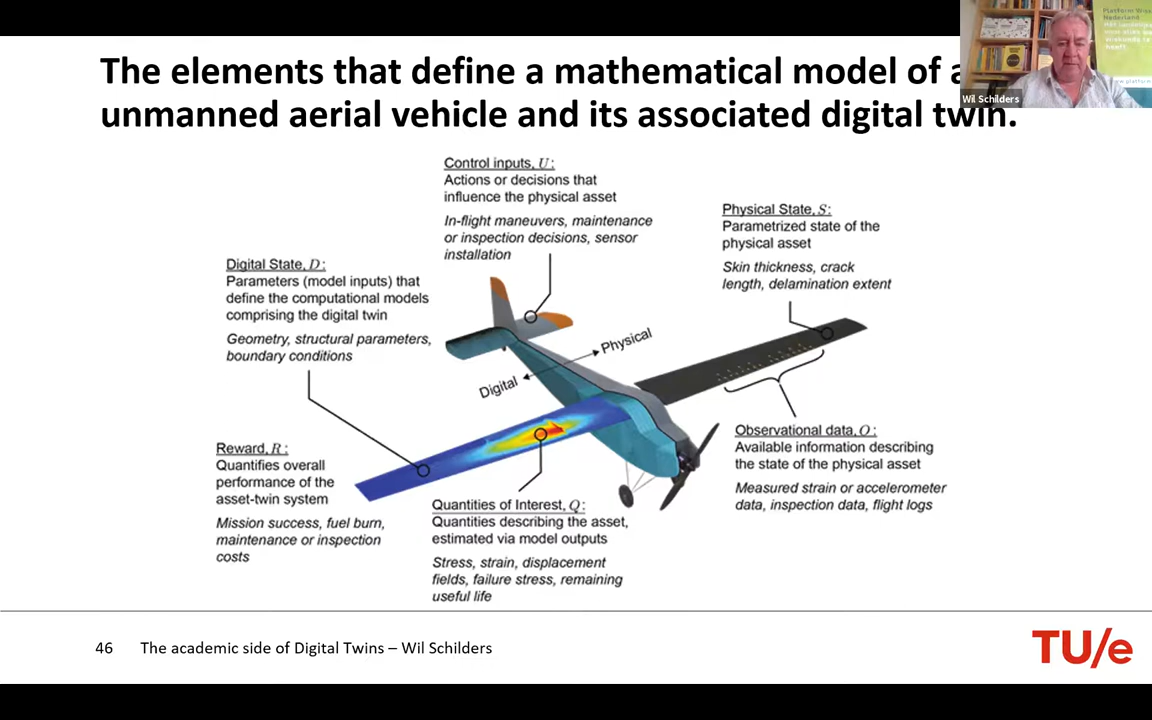 The elements that define a mathematical model of a
unmanned aerial vehicle and its associated digital twin.
Wil Schilders
Control inputs, U:
Actions or decisions that
influence the physical asset
In-flight maneuvers, maintenance
or inspection decisions, sensor
installation
Physical State, S:
Parametrized state of the
physical asset
Skin thickness, crack
length, delamination extent
Digital State, D:
Parameters (model inputs) that
define the computational models
comprising the digital twin
Geometry, structural parameters,
boundary conditions
Physical
Digital
Reward, R:
Quantifies overall
performance of the
asset-twin system
Mission success, fuel burn,
maintenance or inspection
costs
Quantities of Interest, Q:
Quantities describing the asset,
estimated via model outputs
Stress, strain, displacement
fields, failure stress, remaining
useful life
Observational data, O:
Available information describing
the state of the physical asset
Measured strain or accelerometer
data, inspection data, flight logs
46 The academic side of Digital Twins – Wil Schilders
TU/e